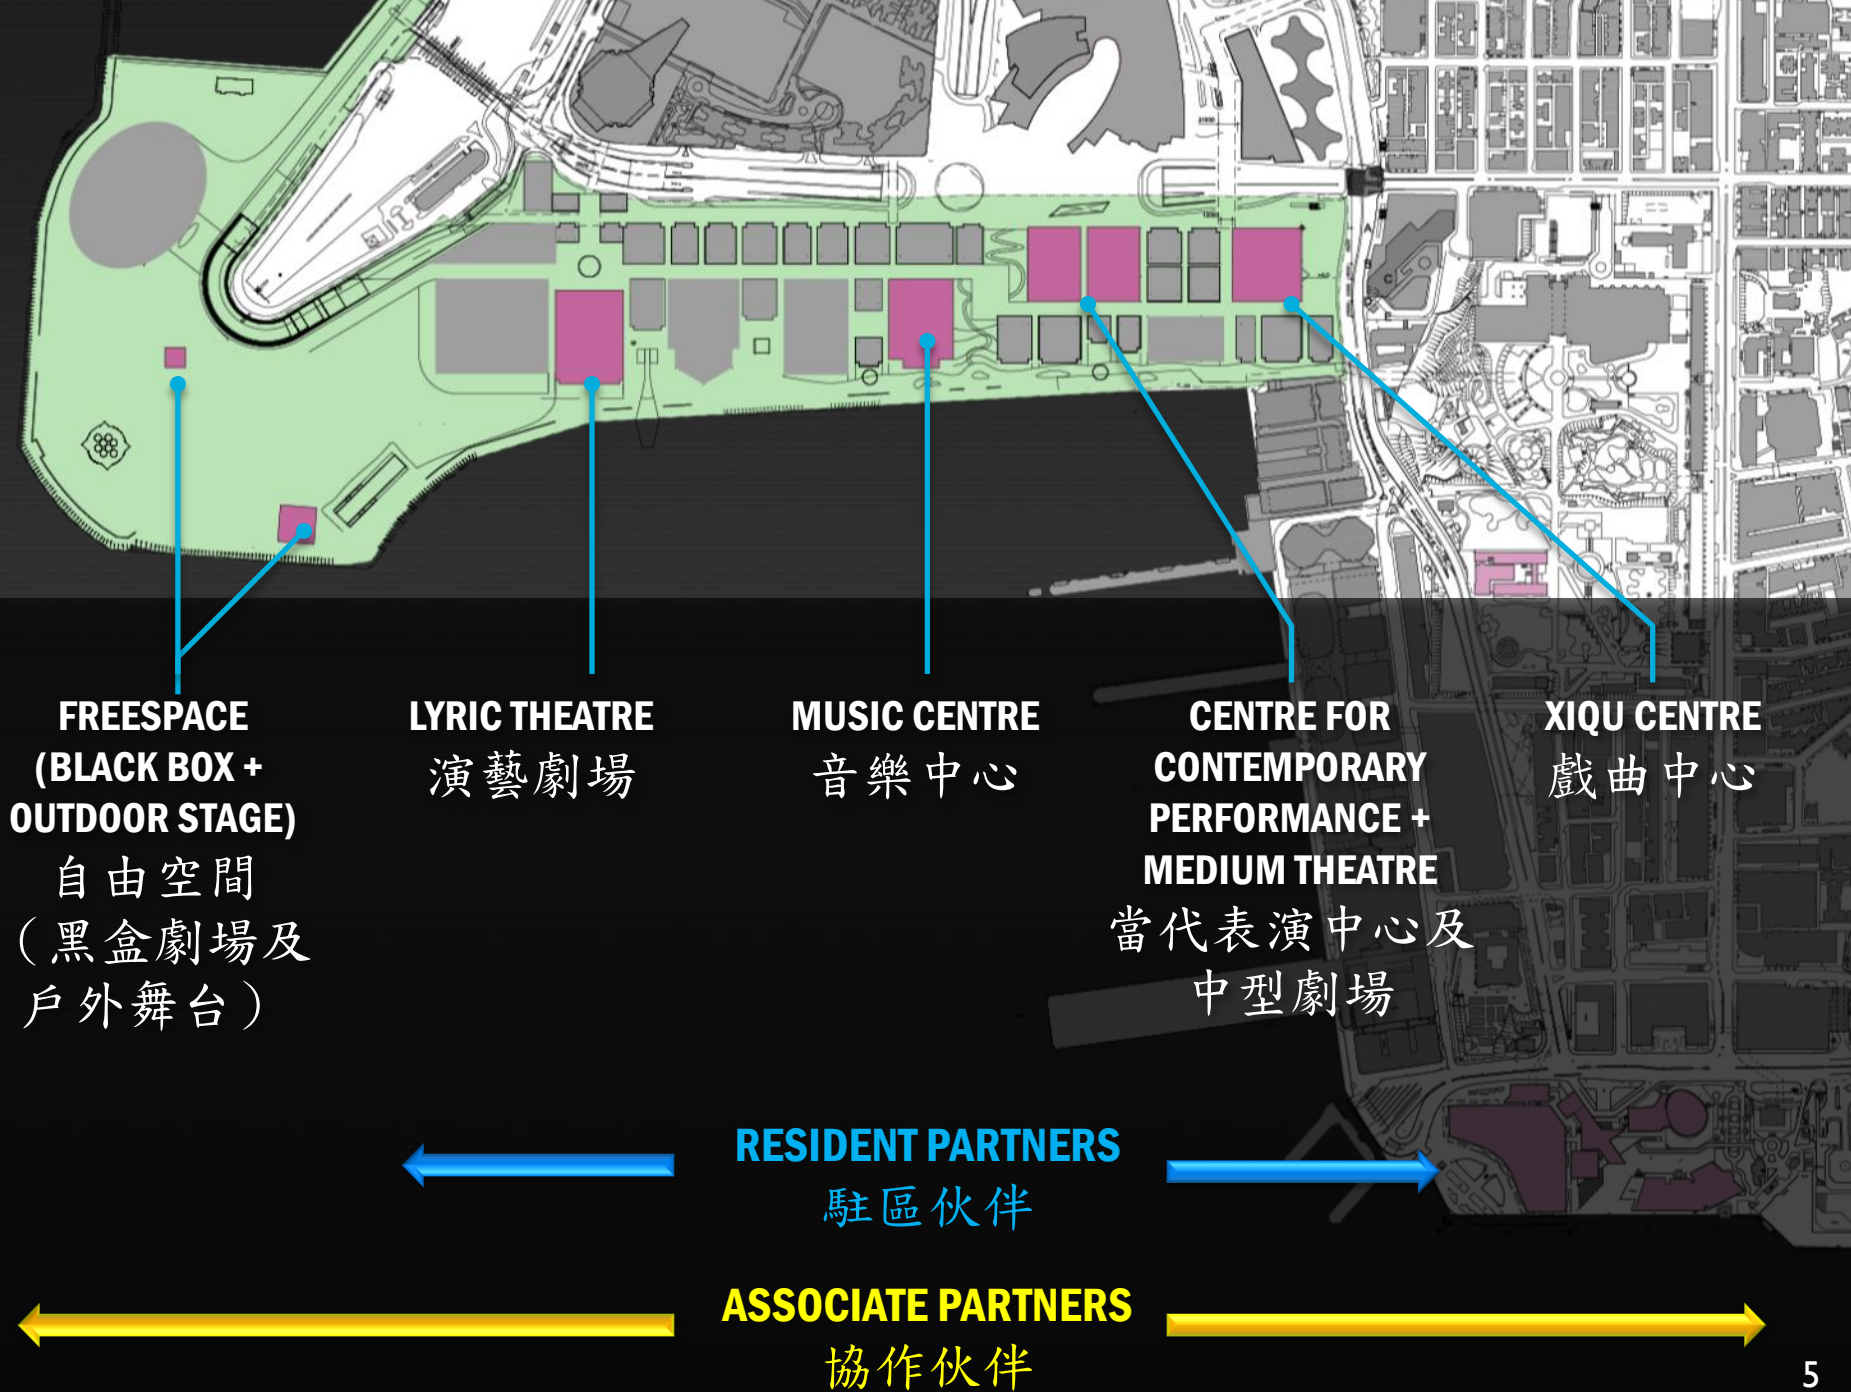 FREESPACE
(BLACK BOX +
OUTDOOR STAGE)
自由空間
（黑盒劇場及
戶外舞台）
LYRIC THEATRE
演藝劇場
MUSIC CENTRE
音樂中心
CENTRE FOR
CONTEMPORARY
PERFORMANCE +
MEDIUM THEATRE
當代表演中心及
中型劇場
XIQU CENTRE
戲曲中心
RESIDENT PARTNERS
駐區伙伴
ASSOCIATE PARTNERS
協作伙伴
5